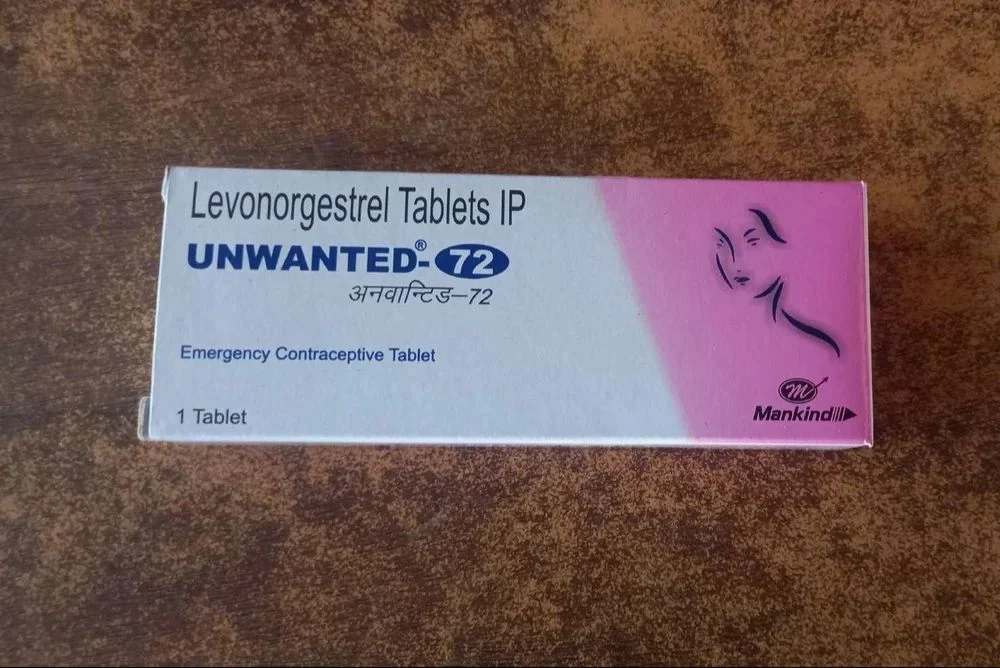 Levonorgestrel Tablets IP
UNWANTED®-72
अनवान्टिड–72
Emergency Contraceptive Tablet
1 Tablet
M
Mankind